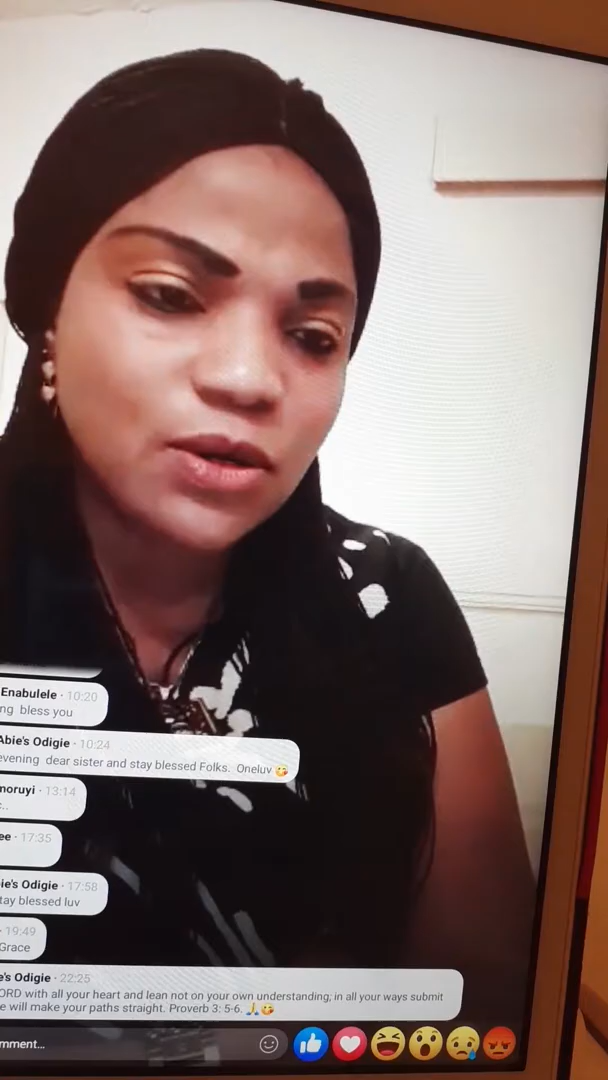 Enabulele · 10:20
ng bless you
Abie's Odigie · 10:24
evening dear sister and stay blessed Folks. Oneluv
noruyi · 13:14
ee · 17:35
ie's Odigie · 17:58
tay blessed luv
· 19:49
Grace
e's Odigie · 22:25
ORD with all your heart and lean not on your own understanding; in all your ways submit
e will make your paths straight. Proverb 3: 5-6.
mment...